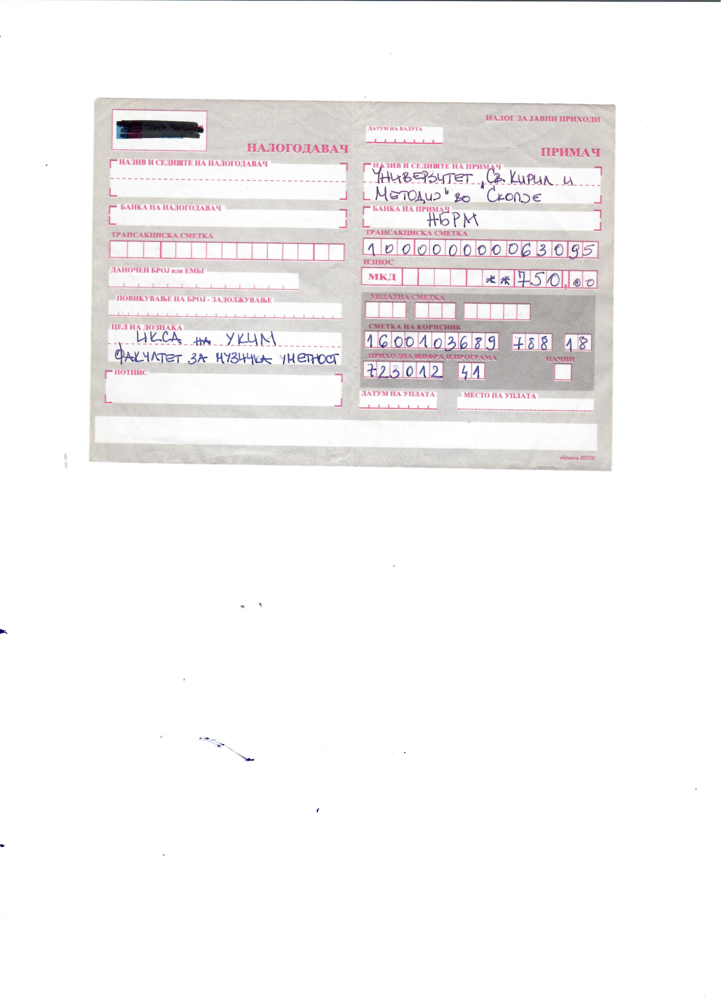 НАЛОГ ЗА ЈАВНИ ПРИХОДИ
ДАТУМ НА ВАЛУТА
НАЛОГОДАВАЧ
ПРИМАЧ
НАЗИВ И СЕДИШТЕ НА НАЛОГОДАВАЧ
НАЗИВ И СЕДИШТЕ НА ПРИМАЧ
УНИВЕРЗИТЕТ „СВ. КИРИЛ И
МЕТОДИЈ" ВО СКОПЈЕ
БАНКА НА НАЛОГОДАВАЧ
БАНКА НА ПРИМАЧ
НБРМ
ТРАНСАКЦИСКА СМЕТКА
ТРАНСАКЦИСКА СМЕТКА
100000000063095
ИЗНОС
ДАНОЧЕН БРОЈ или ЕМБГ
МКД **750,00
ПОВИКУВАЊЕ НА БРОЈ - ЗАДОЛЖУВАЊЕ
УПЛАТНА СМЕТКА
ЦЕЛ НА ДОЗНАКА
ИКСА НА УКИМ
ФАКУЛТЕТ ЗА МУЗИЧКА УМЕТНОСТ
СМЕТКА НА КОРИСНИК
1600103689 788 18
ПРИХОДНА ШИФРА И ПРОГРАМА
НАЧИН
723012 41
ПОТПИС
ДАТУМ НА УПЛАТА
МЕСТО НА УПЛАТА
образец ПП50